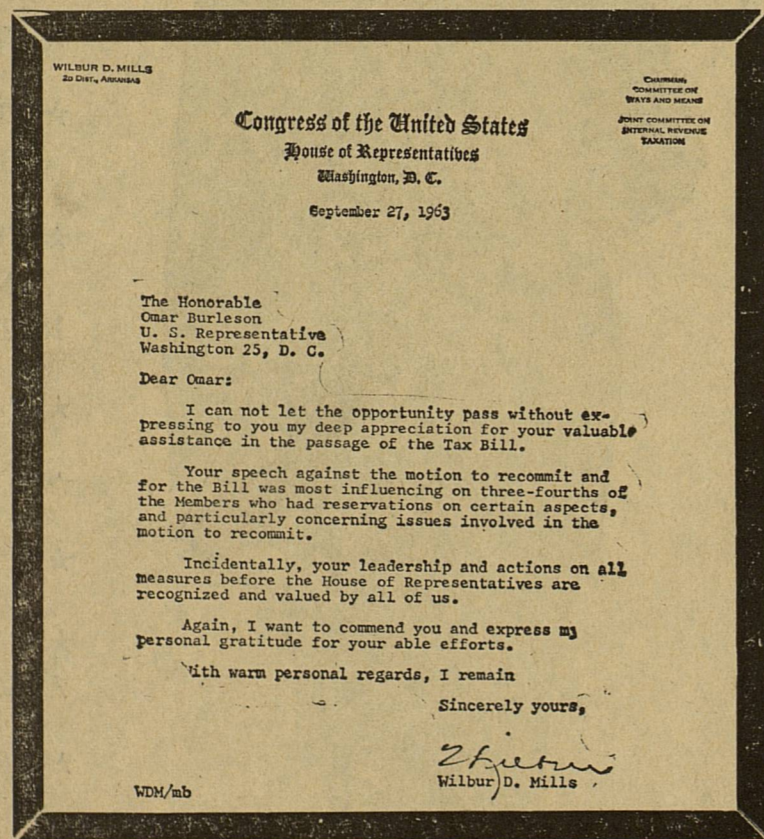 WILBUR D. MILLS
2D DIST., ARKANSAS
CHAIRMAN,
COMMITTEE ON
WAYS AND MEANS
JOINT COMMITTEE ON
INTERNAL REVENUE
TAXATION
Congress of the United States
House of Representatives
Washington, D. C.
September 27, 1963
The Honorable
Omar Burleson
U. S. Representative
Washington 25, D. C.
Dear Omar:
I can not let the opportunity pass without ex-
pressing to you my deep appreciation for your valuable
assistance in the passage of the Tax Bill.
Your speech against the motion to recommit and
for the Bill was most influencing on three-fourths of
the Members who had reservations on certain aspects,
and particularly concerning issues involved in the
motion to recommit.
Incidentally, your leadership and actions on all
measures before the House of Representatives are
recognized and valued by all of us.
Again, I want to commend you and express my
personal gratitude for your able efforts.
With warm personal regards, I remain
Sincerely yours,
Wilbur
Wilbur D. Mills
WDM/mb